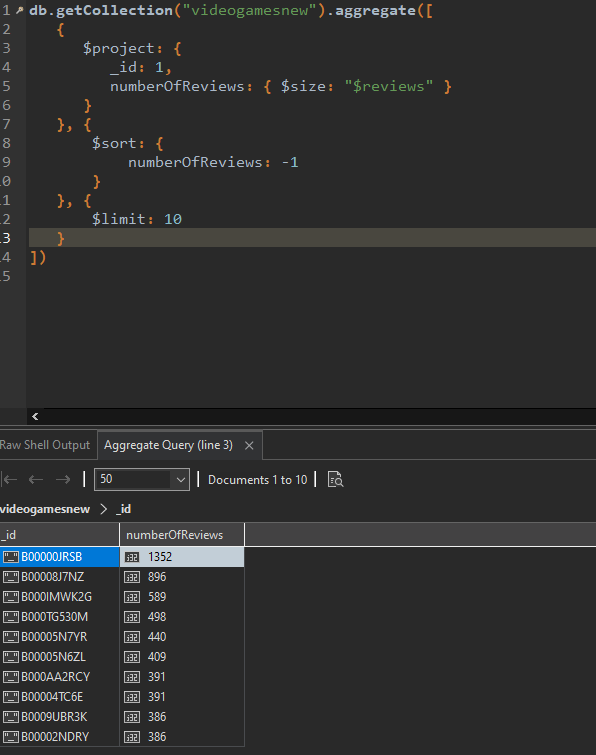 1 db.getCollection("videogamesnew").aggregate([
2 {
3 $project: {
4 _id: 1,
5 numberOfReviews: { $size: "$reviews" }
6 }
7 }, {
8 $sort: {
9 numberOfReviews: -1
0 }
1 }, {
2 $limit: 10
3 }
4 ])
5
Raw Shell Output Aggregate Query (line 3) ×
50 Documents 1 to 10
videogamesnew > _id
_id numberOfReviews
B00000JRSB 1352
B00008J7NZ 896
B000IMWK2G 589
B000TG530M 498
B00005N7YR 440
B00005N6ZL 409
B000AA2RCY 391
B00004TC6E 391
B0009UBR3K 386
B00002NDRY 386